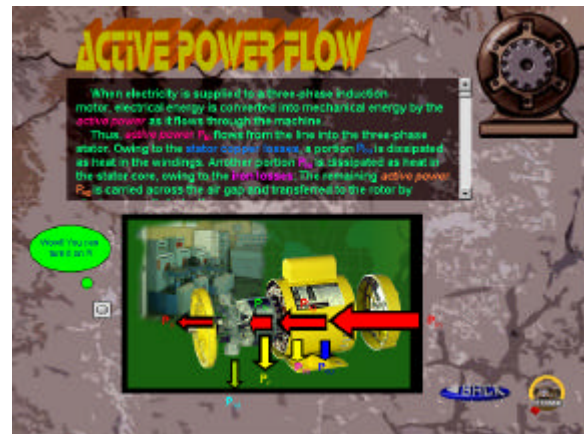 ACTIVE POWER FLOW
When electricity is supplied to a three-phase induction
motor, electrical energy is converted into mechanical energy by the
active power as it flows through the machine.
Thus, active power flows from the line into the three-phase
stator. Owing to the stator copper losses, a portion is dissipated
as heat in the windings. Another portion is dissipated as heat in
the stator core, owing to the iron losses. The remaining active power
is carried across the air gap and transferred to the rotor by
Wow!! You can
turn it on !!!
BACK